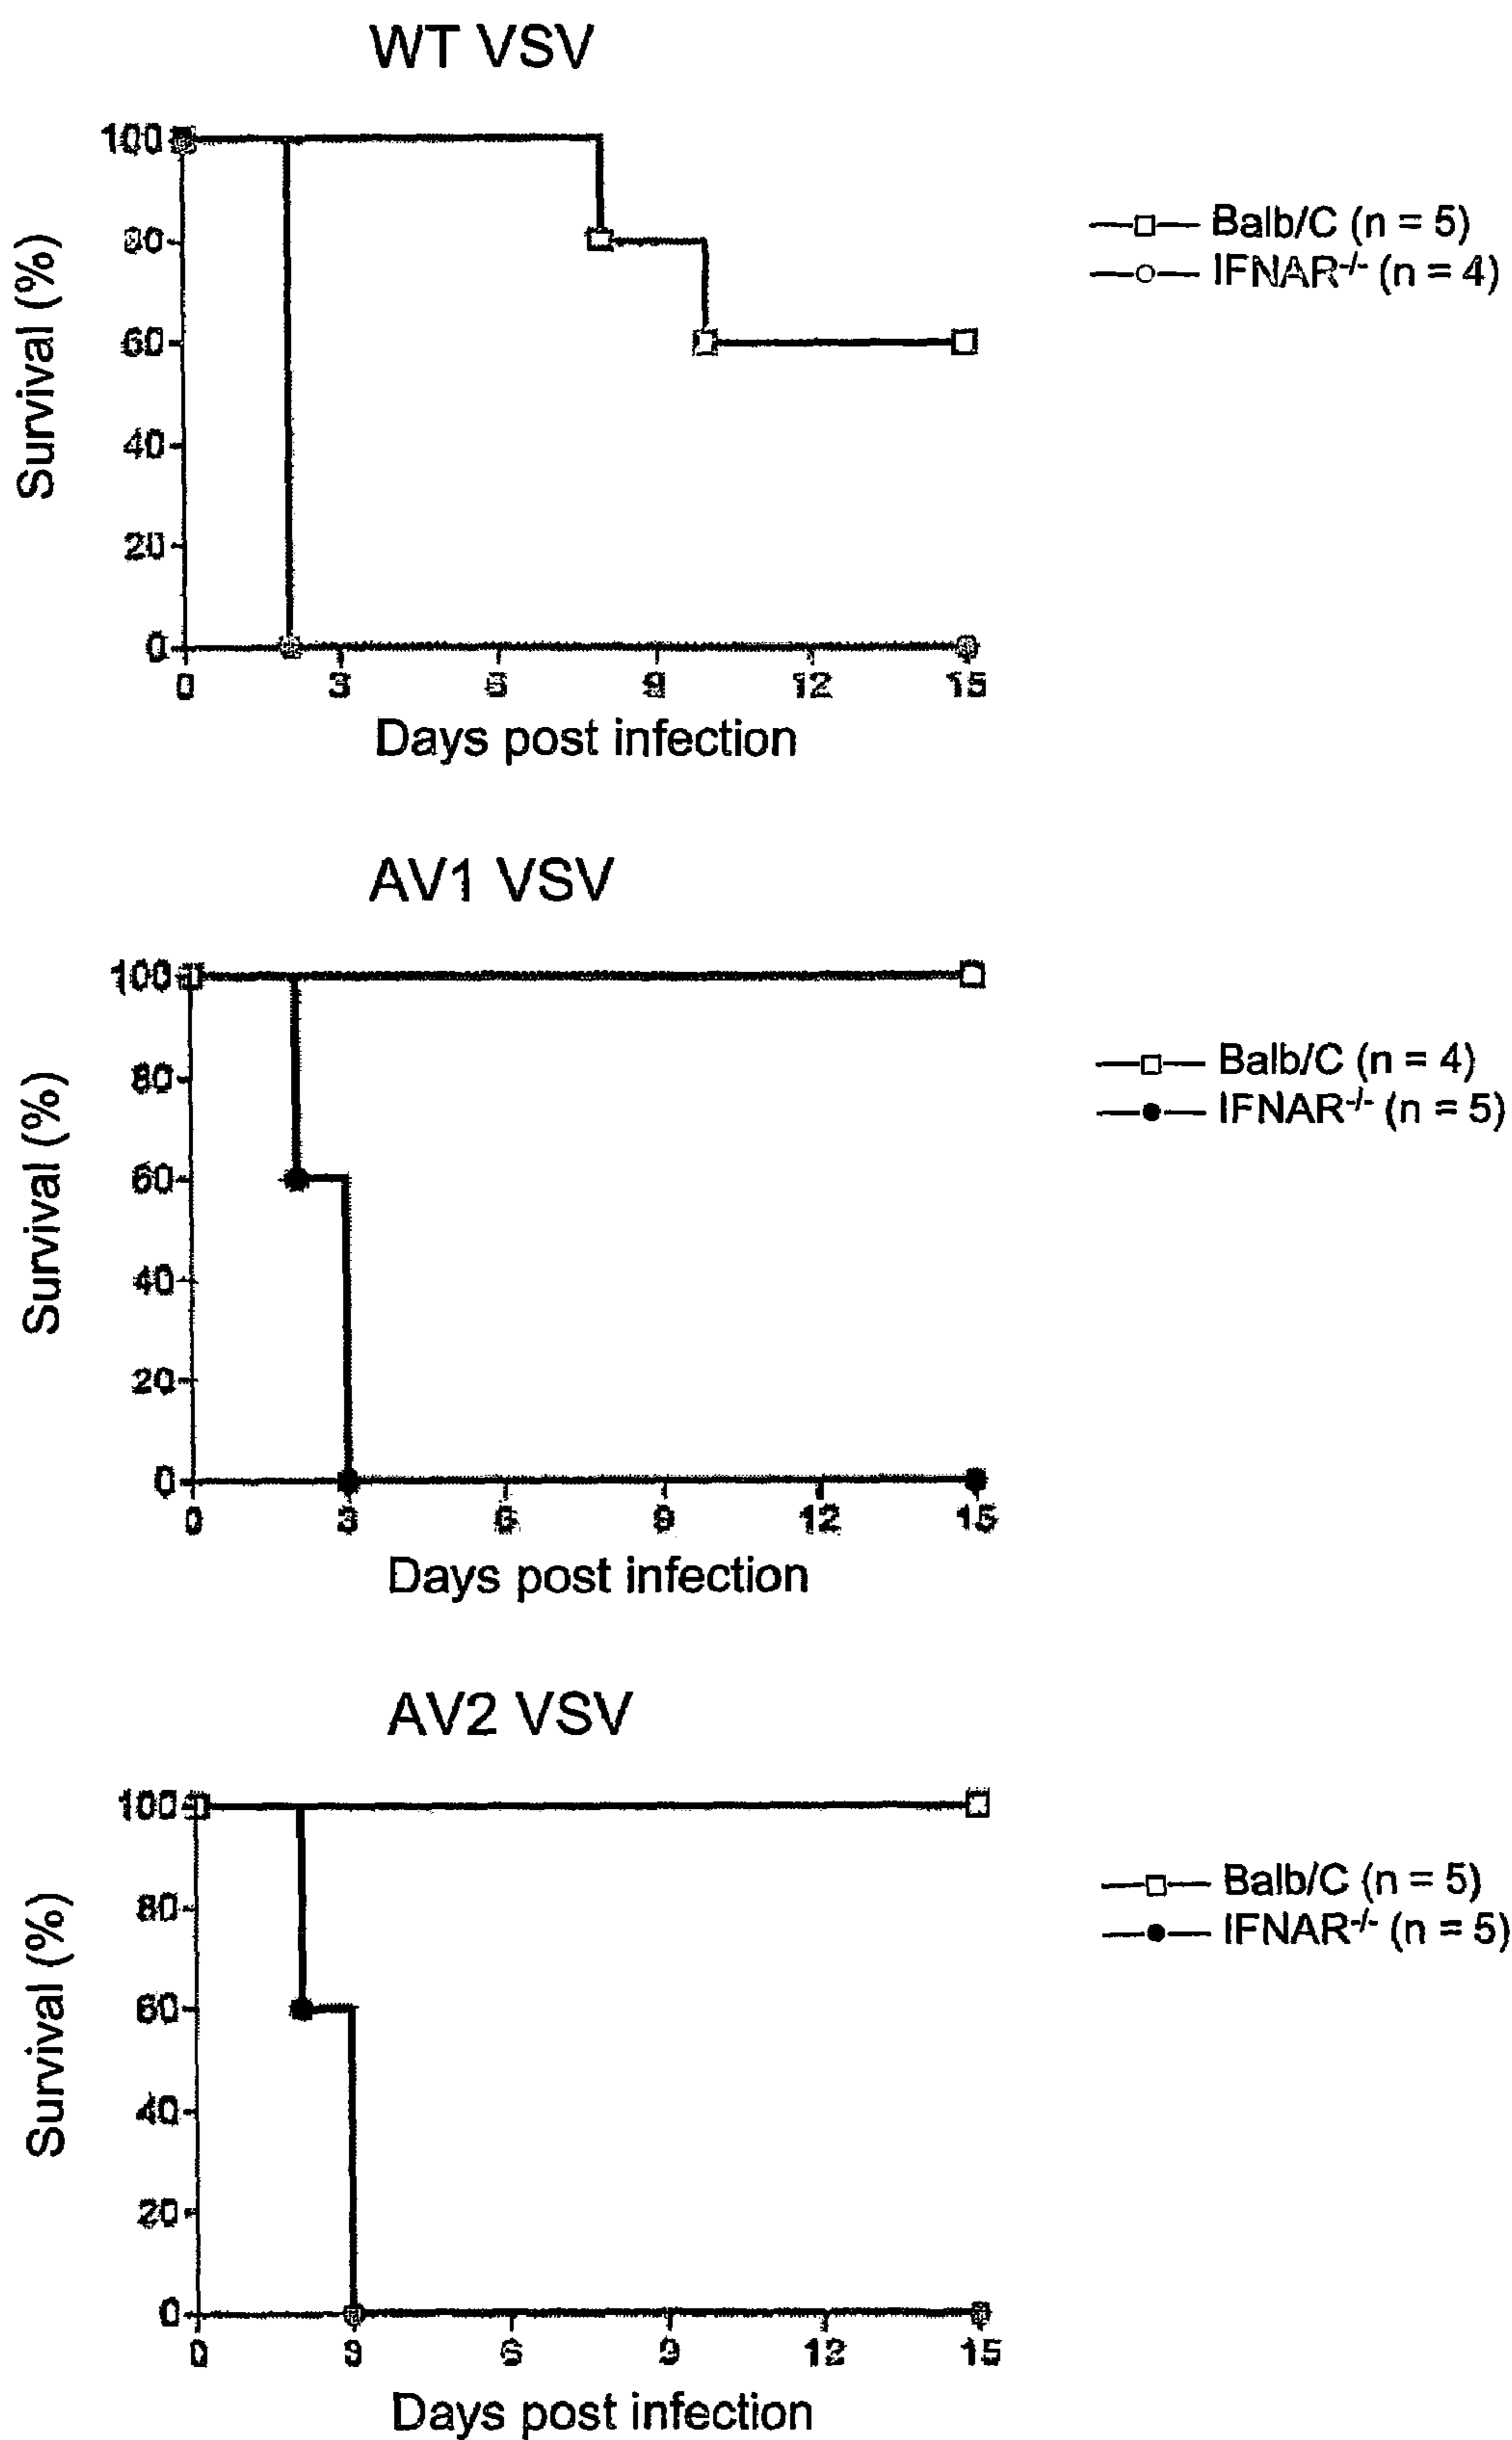 WT VSV
100
80
60
40
20
0
0 3 6 9 12 15
Survival (%)
Days post infection
Balb/C (n = 5)
IFNAR-/- (n = 4)
AV1 VSV
100
80
60
40
20
0
0 3 6 9 12 15
Survival (%)
Days post infection
Balb/C (n = 4)
IFNAR-/- (n = 5)
AV2 VSV
100
80
60
40
20
0
0 3 6 9 12 15
Survival (%)
Days post infection
Balb/C (n = 5)
IFNAR-/- (n = 5)